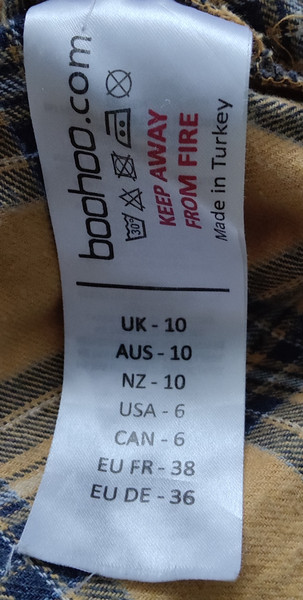 boohoo.com
30°
KEEP AWAY
FROM FIRE
Made in Turkey
UK - 10
AUS - 10
NZ - 10
USA - 6
CAN - 6
EU FR - 38
EU DE - 36